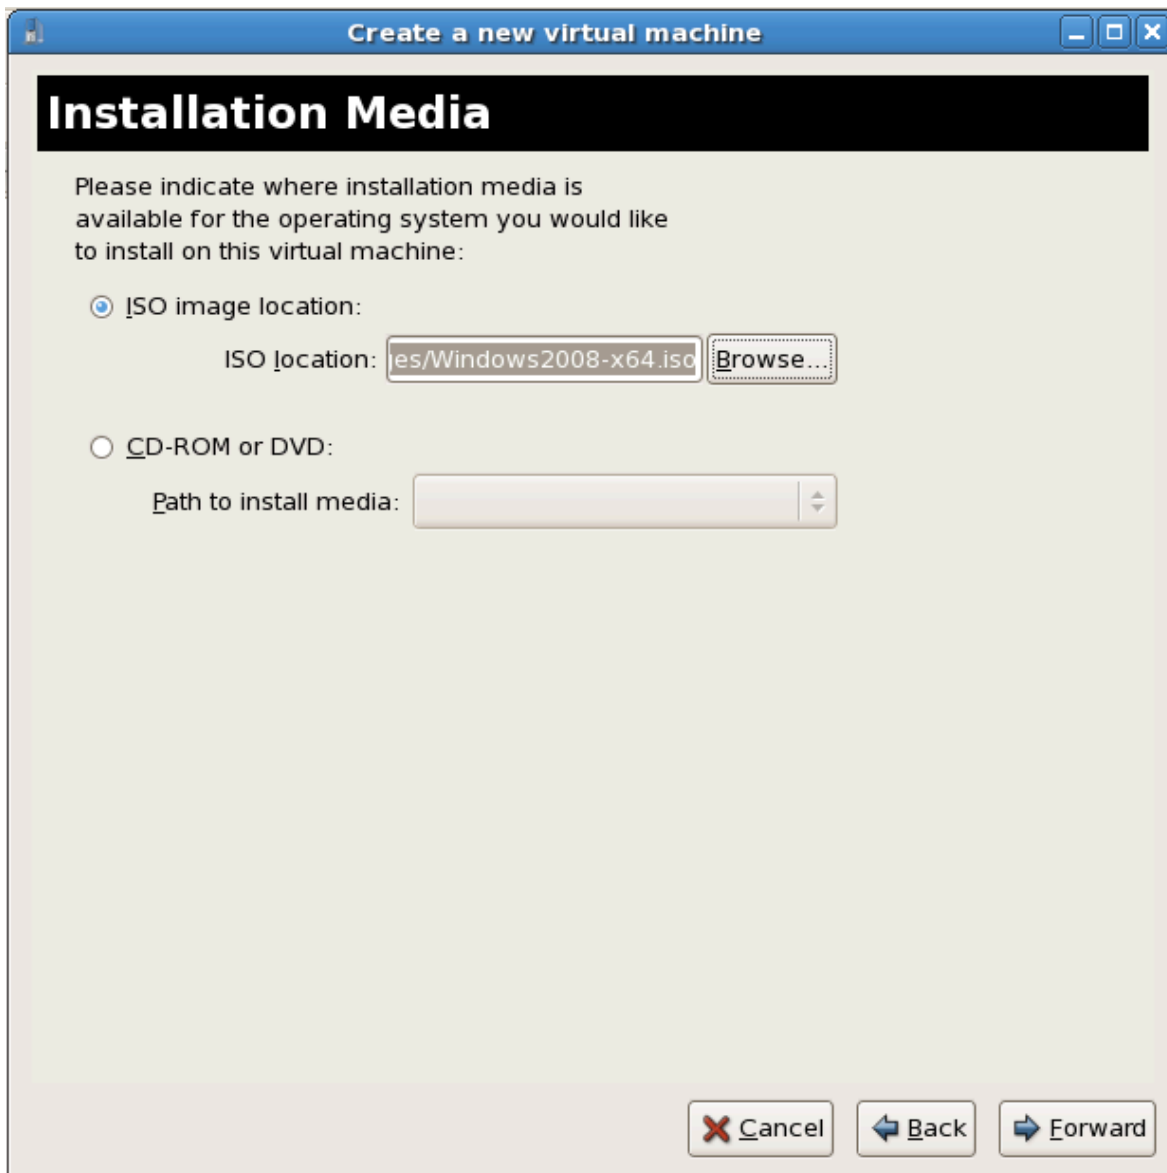 Create a new virtual machine
Installation Media
Please indicate where installation media is
available for the operating system you would like
to install on this virtual machine:
ISO image location:
ISO location: es/Windows2008-x64.iso Browse...
CD-ROM or DVD:
Path to install media:
Cancel Back Forward